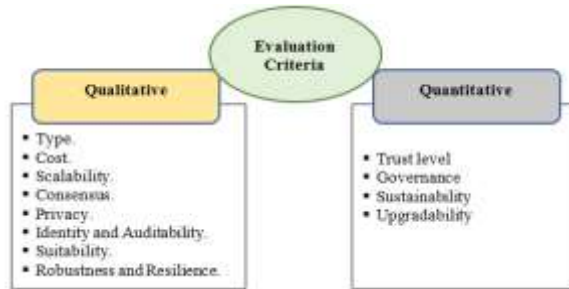 Evaluation
Criteria
Qualitative
▪ Type.
▪ Cost.
▪ Scalability.
▪ Consensus.
▪ Privacy.
▪ Identity and Auditability.
▪ Suitability.
▪ Robustness and Resilience.
Quantitative
▪ Trust level
▪ Governance
▪ Sustainability
▪ Upgradability